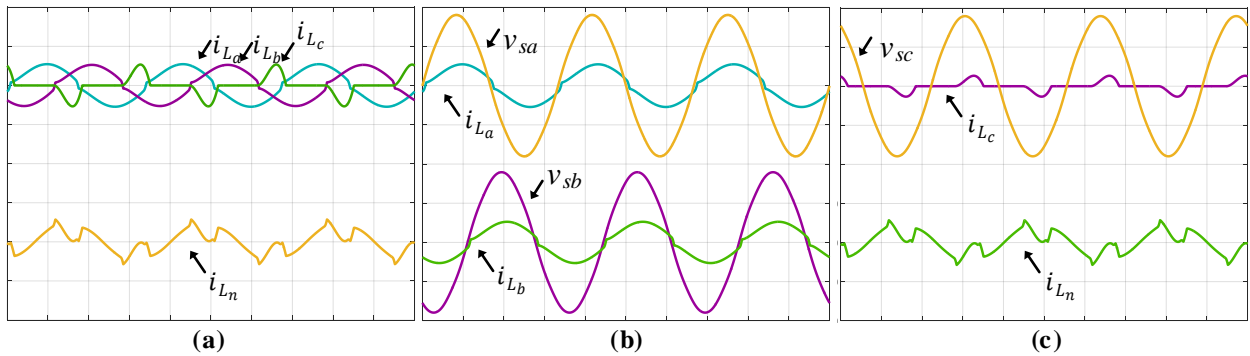 i_{L_a} i_{L_b} i_{L_c}
i_{L_n}
(a)
v_{sa}
i_{L_a}
v_{sb}
i_{L_b}
(b)
v_{sc}
i_{L_c}
i_{L_n}
(c)